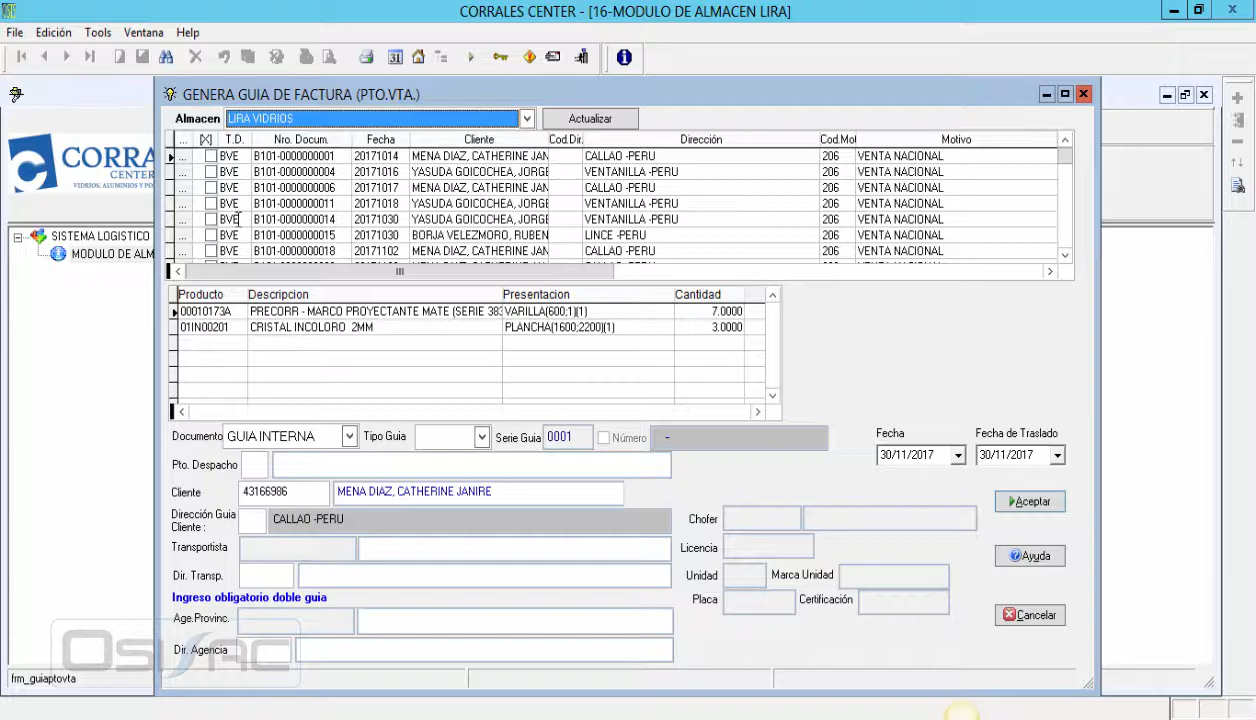 CORRALES CENTER - [16-MODULO DE ALMACEN LIRA]
File Edición Tools Ventana Help
GENERA GUIA DE FACTURA (PTO.VTA.)
CORRA
CENTER
VIDRIOS, ALUMINIOS Y PO
SISTEMA LOGISTICO
MODULO DE ALM
Almacen LIRA VIDRIOS Actualizar
... [X] T.D. Nro. Docum. Fecha Cliente Cod.Dir. Dirección Cod.Mot Motivo
... BVE B101-0000000001 20171014 MENA DIAZ, CATHERINE JAN CALLAO -PERU 206 VENTA NACIONAL
... BVE B101-0000000004 20171016 YASUDA GOICOCHEA, JORGE VENTANILLA -PERU 206 VENTA NACIONAL
... BVE B101-0000000006 20171017 MENA DIAZ, CATHERINE JAN CALLAO -PERU 206 VENTA NACIONAL
... BVE B101-0000000011 20171018 YASUDA GOICOCHEA, JORGE VENTANILLA -PERU 206 VENTA NACIONAL
... BVE B101-0000000014 20171030 YASUDA GOICOCHEA, JORGE VENTANILLA -PERU 206 VENTA NACIONAL
... BVE B101-0000000015 20171030 BORJA VELEZMORO, RUBEN LINCE -PERU 206 VENTA NACIONAL
... BVE B101-0000000018 20171102 MENA DIAZ, CATHERINE JAN CALLAO -PERU 206 VENTA NACIONAL
Producto Descripcion Presentacion Cantidad
00010173A PRECORR - MARCO PROYECTANTE MATE (SERIE 383 VARILLA(600;1)(1) 7.0000
01IN00201 CRISTAL INCOLORO 2MM PLANCHA(1600;2200)(1) 3.0000
Documento GUIA INTERNA Tipo Guia Serie Guia 0001 Número -
Fecha Fecha de Traslado
30/11/2017 30/11/2017
Pto. Despacho
Cliente 43166986 MENA DIAZ, CATHERINE JANIRE
Aceptar
Dirección Guia Cliente : CALLAO -PERU
Chofer
Transportista
Licencia
Ayuda
Dir. Transp.
Unidad Marca Unidad
Ingreso obligatorio doble guia
Placa Certificación
Age.Provinc.
Cancelar
Dir. Agencia
frm_guiaptovta